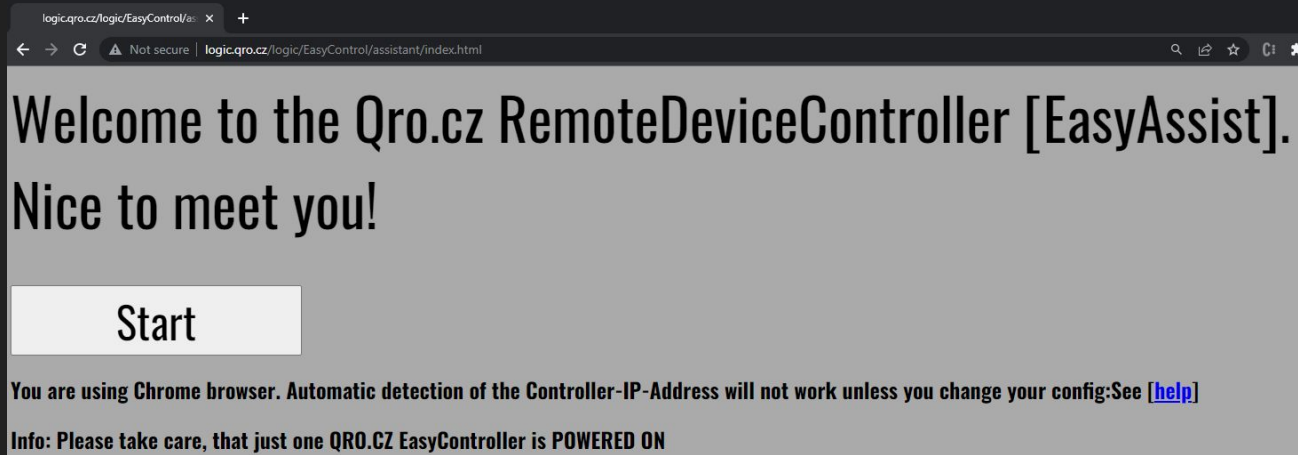 logic.qro.cz/logic/EasyControl/as
Not secure | logic.qro.cz/logic/EasyControl/assistant/index.html
Welcome to the Qro.cz RemoteDeviceController [EasyAssist].
Nice to meet you!
Start
You are using Chrome browser. Automatic detection of the Controller-IP-Address will not work unless you change your config:See [help]
Info: Please take care, that just one QRO.CZ EasyController is POWERED ON